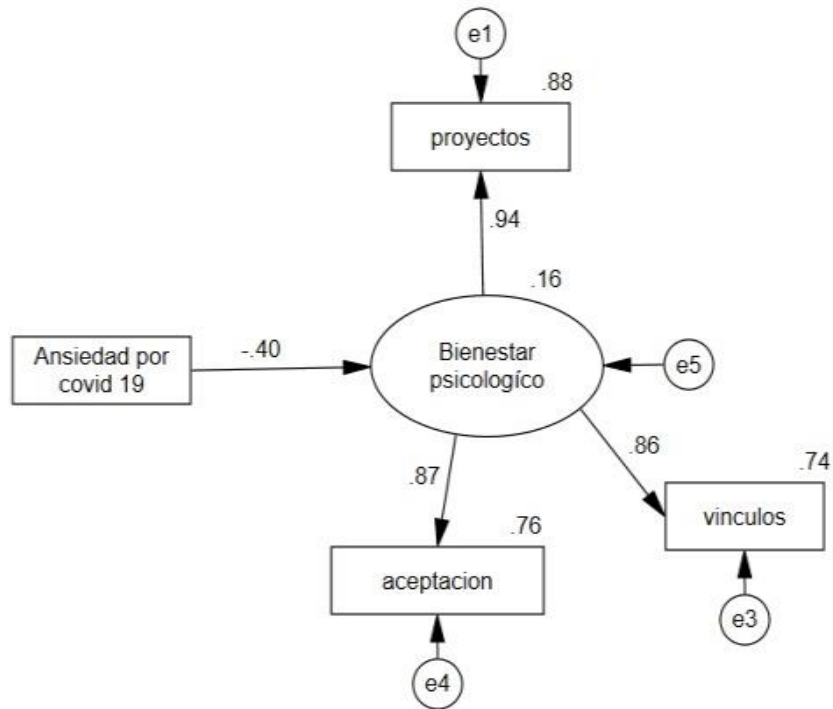 e1
.88
proyectos
.94
.16
Ansiedad por
covid 19
-.40
Bienestar
psicologíco
e5
.87
.86
.74
.76
vinculos
aceptacion
e3
e4